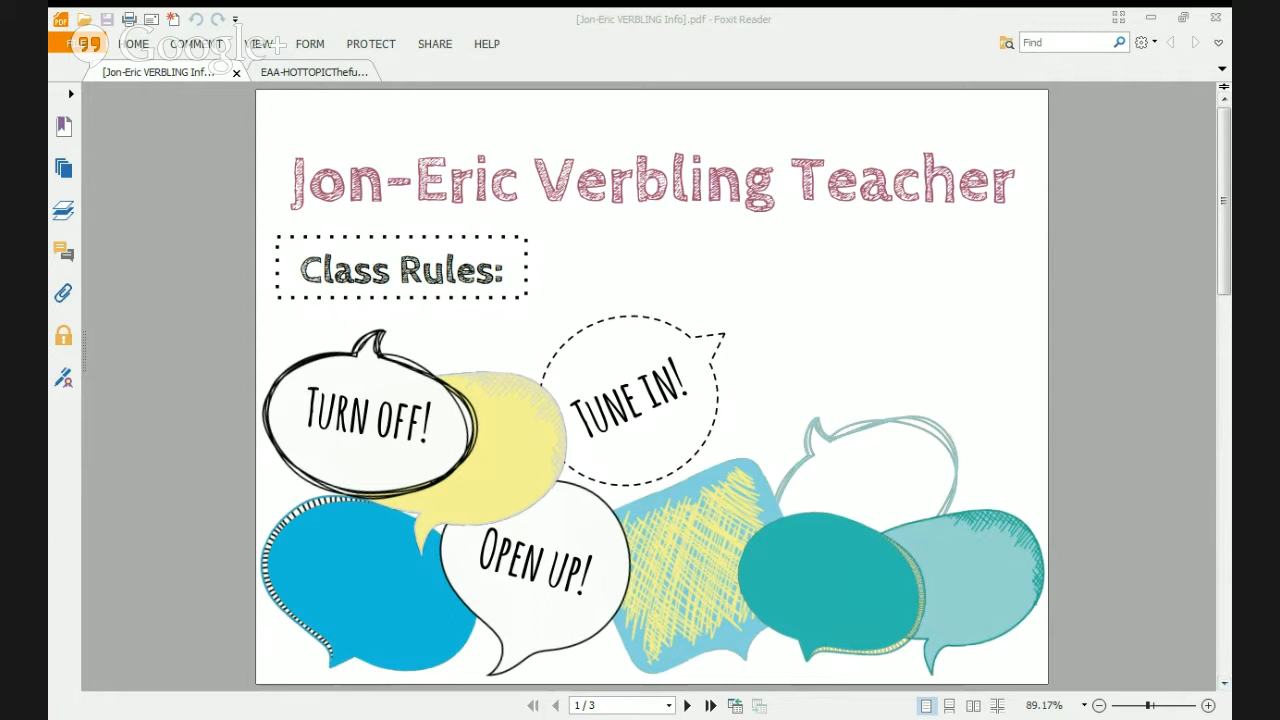 [Jon-Eric VERBLING Info].pdf - Foxit Reader
Google+
HOME COMMENT VIEW FORM PROTECT SHARE HELP
Find
[Jon-Eric VERBLING Inf...
EAA-HOTTOPICThefu...
Jon-Eric Verbling Teacher
Class Rules:
TURN OFF!
TUNE IN!
OPEN UP!
1 / 3
89.17%